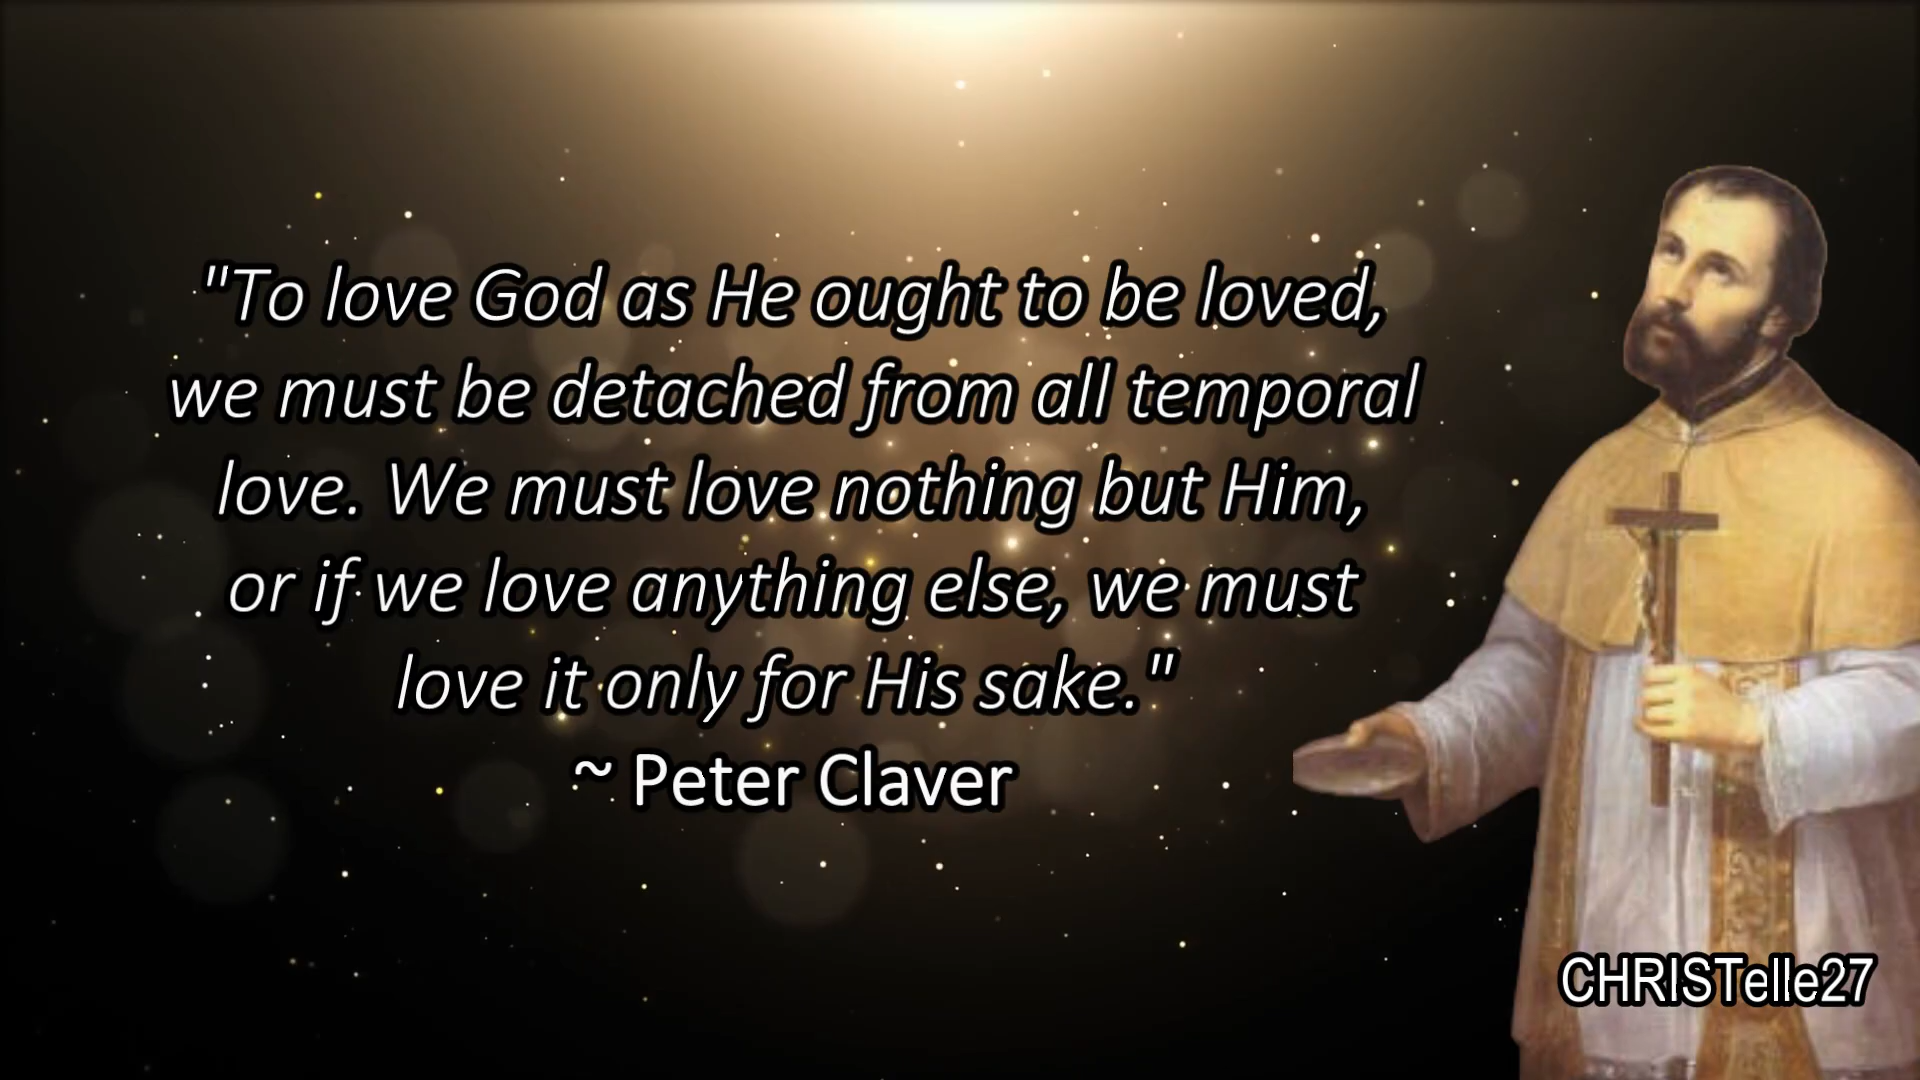 "To love God as He ought to be loved,
we must be detached from all temporal
love. We must love nothing but Him,
or if we love anything else, we must
love it only for His sake."
~ Peter Claver
CHRISTelle27